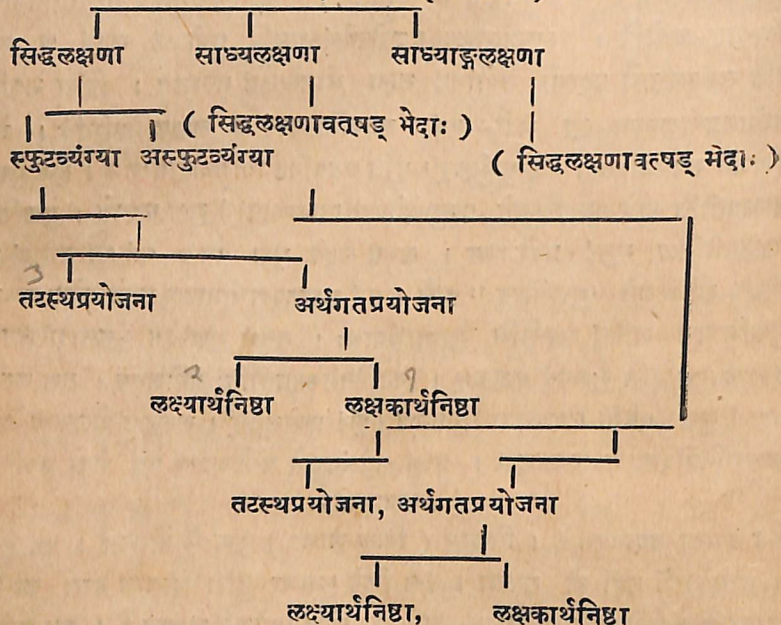 सिद्धलक्षणा साध्यलक्षणा साध्याङ्गलक्षणा
( सिद्धलक्षणावत्षड् भेदाः )
स्फुटव्यंग्या अस्फुटव्यंग्या
( सिद्धलक्षणावत्षड् भेदाः )
3
तटस्थप्रयोजना अर्थगतप्रयोजना
लक्ष्यार्थनिष्ठा लक्षकार्थनिष्ठा
तटस्थप्रयोजना, अर्थगतप्रयोजना
लक्ष्यार्थनिष्ठा, लक्षकार्थनिष्ठा